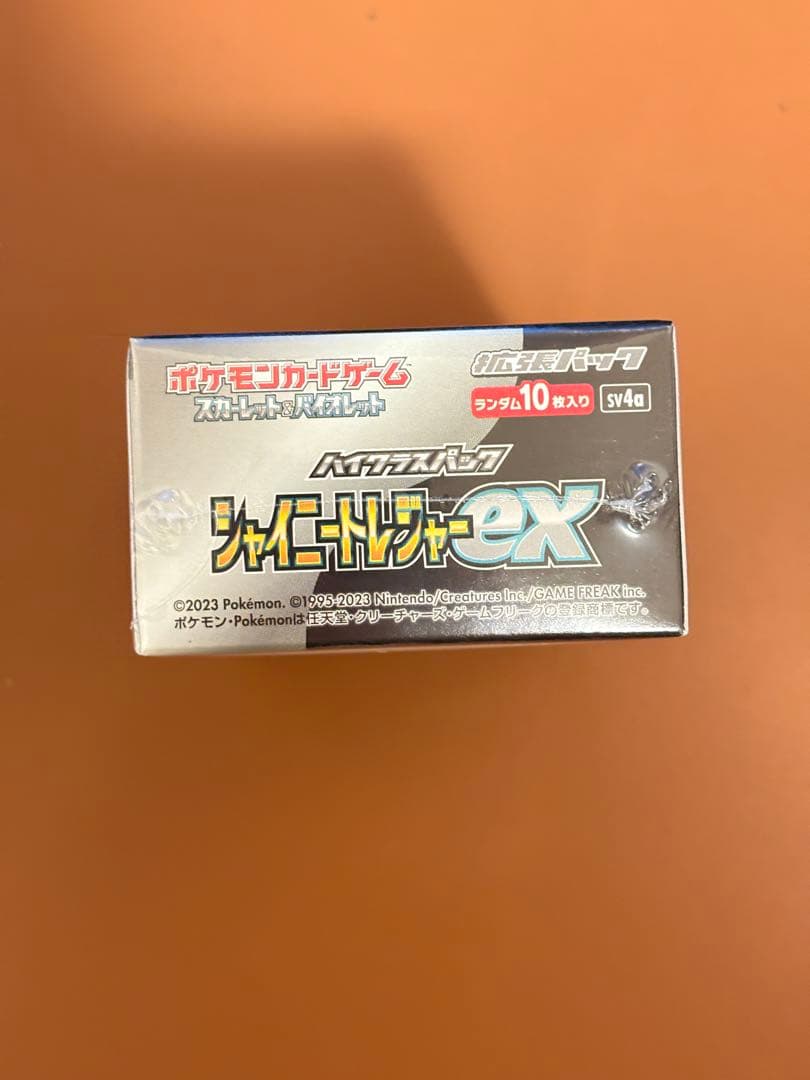 ポケモンカードゲーム
スカーレット&バイオレット
拡張パック
ランダム10枚入り
sv4a
ハイクラスパック
シャイニートレジャーex
©2023 Pokémon. ©1995-2023 Nintendo/Creatures Inc./GAME FREAK inc.
ポケモン・Pokémonは任天堂・クリーチャーズ・ゲームフリークの登録商標です。